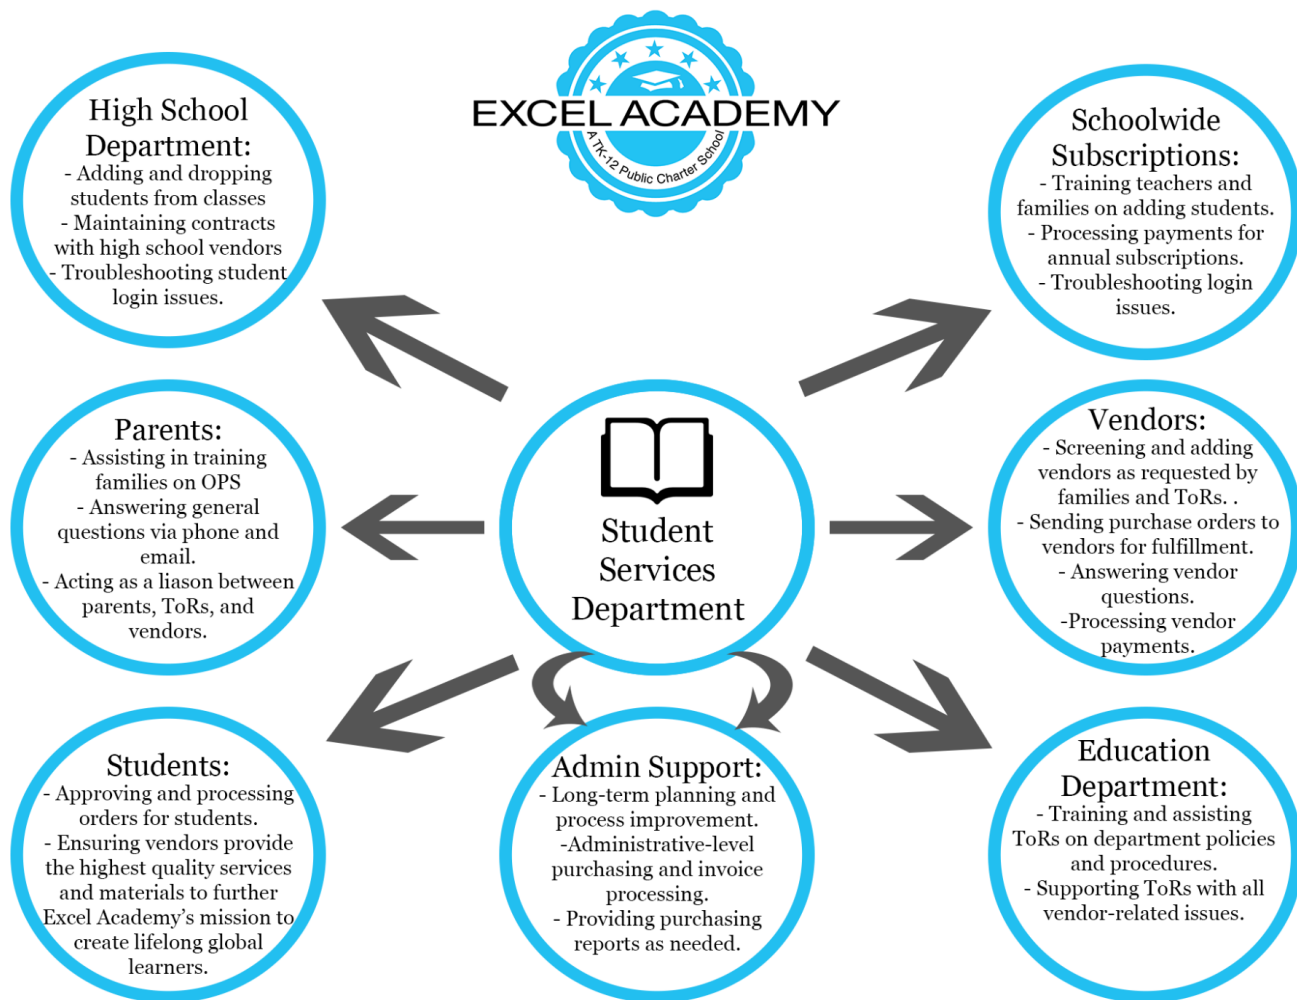 EXCEL ACADEMY
A TK-12 Public Charter School
High School
Department:
- Adding and dropping
students from classes
- Maintaining contracts
with high school vendors
- Troubleshooting student
login issues.
Schoolwide
Subscriptions:
- Training teachers and
families on adding students.
- Processing payments for
annual subscriptions.
- Troubleshooting login
issues.
Parents:
- Assisting in training
families on OPS
- Answering general
questions via phone and
email.
- Acting as a liason between
parents, ToRs, and
vendors.
Student
Services
Department
Vendors:
- Screening and adding
vendors as requested by
families and ToRs. .
- Sending purchase orders to
vendors for fulfillment.
- Answering vendor
questions.
-Processing vendor
payments.
Students:
- Approving and processing
orders for students.
- Ensuring vendors provide
the highest quality services
and materials to further
Excel Academy’s mission to
create lifelong global
learners.
Admin Support:
- Long-term planning and
process improvement.
-Administrative-level
purchasing and invoice
processing.
- Providing purchasing
reports as needed.
Education
Department:
- Training and assisting
ToRs on department policies
and procedures.
- Supporting ToRs with all
vendor-related issues.